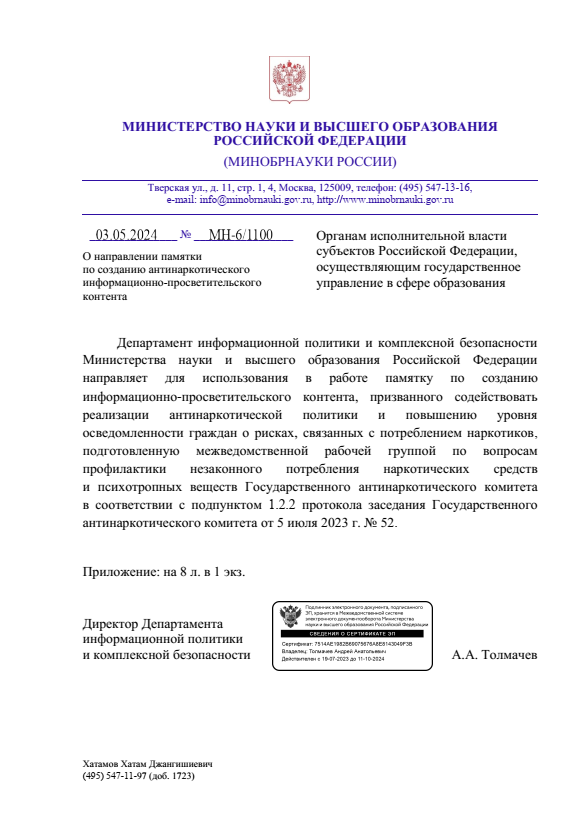 МИНИСТЕРСТВО НАУКИ И ВЫСШЕГО ОБРАЗОВАНИЯ
РОССИЙСКОЙ ФЕДЕРАЦИИ
(МИНОБРНАУКИ РОССИИ)
Тверская ул., д. 11, стр. 1, 4, Москва, 125009, телефон: (495) 547-13-16,
e-mail: info@minobrnauki.gov.ru, http://www.minobrnauki.gov.ru
03.05.2024 № МН-6/1100
О направлении памятки
по созданию антинаркотического
информационно-просветительского
контента
Органам исполнительной власти
субъектов Российской Федерации,
осуществляющим государственное
управление в сфере образования
Департамент информационной политики и комплексной безопасности
Министерства науки и высшего образования Российской Федерации
направляет для использования в работе памятку по созданию
информационно-просветительского контента, призванного содействовать
реализации антинаркотической политики и повышению уровня
осведомленности граждан о рисках, связанных с потреблением наркотиков,
подготовленную межведомственной рабочей группой по вопросам
профилактики незаконного потребления наркотических средств
и психотропных веществ Государственного антинаркотического комитета
в соответствии с подпунктом 1.2.2 протокола заседания Государственного
антинаркотического комитета от 5 июля 2023 г. № 52.
Приложение: на 8 л. в 1 экз.
Директор Департамента
информационной политики
и комплексной безопасности
Подлинник электронного документа, подписанного
ЭП, хранится в Межведомственной системе
электронного документооборота Министерства
науки и высшего образования Российской Федерации
СВЕДЕНИЯ О СЕРТИФИКАТЕ ЭП
Сертификат: 7514AE1982B69075676A8E8143049F3B
Владелец: Толмачев Андрей Анатольевич
Действителен с 19-07-2023 до 11-10-2024
А.А. Толмачев
Хатамов Хатам Джангишиевич
(495) 547-11-97 (доб. 1723)